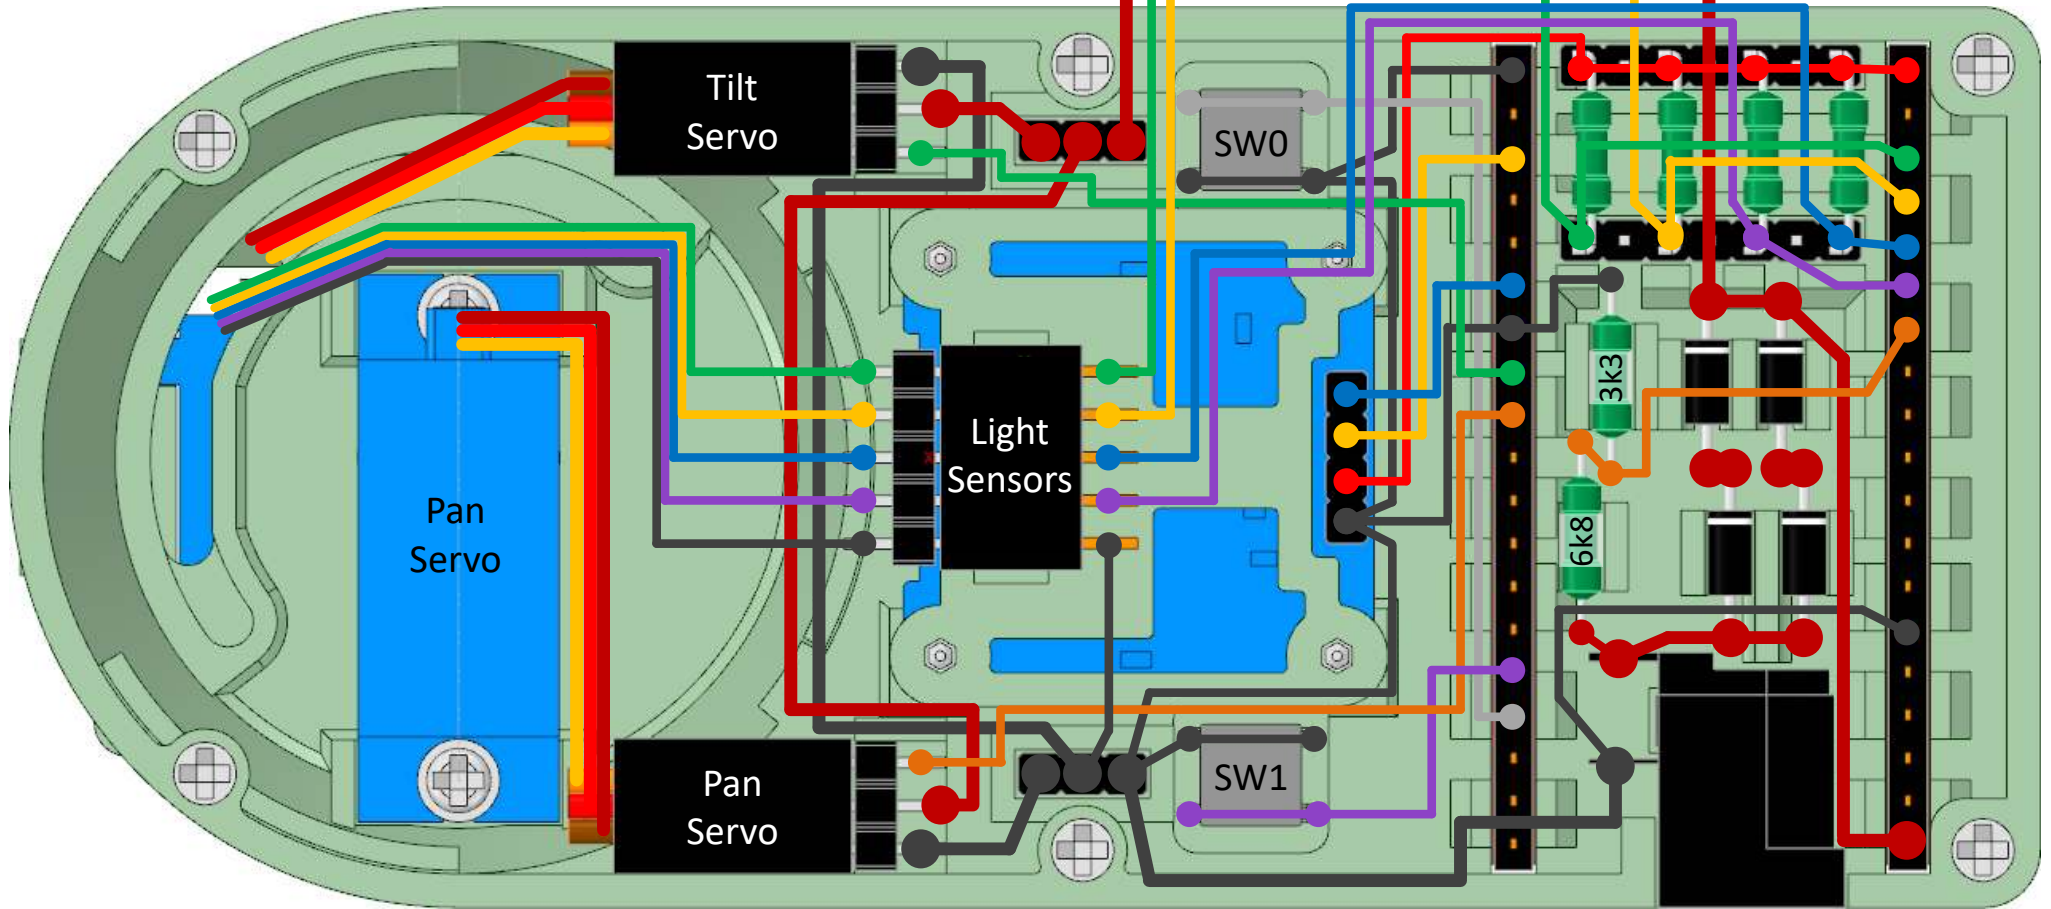 Tilt
Servo
SW0
3k3
Light
Sensors
Pan
Servo
6k8
Pan
Servo
SW1